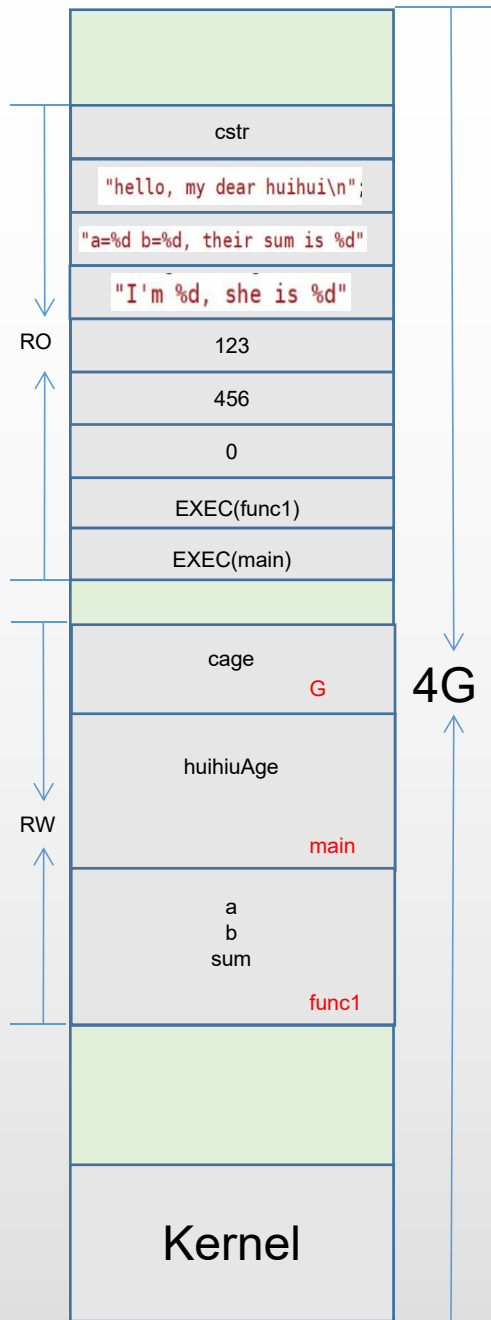 cstr
"hello, my dear huihui\n";
"a=%d b=%d, their sum is %d"
"I'm %d, she is %d"
RO
123
456
0
EXEC(func1)
EXEC(main)
cage
G
4G
huihiuAge
RW
main
a
b
sum
func1
Kernel